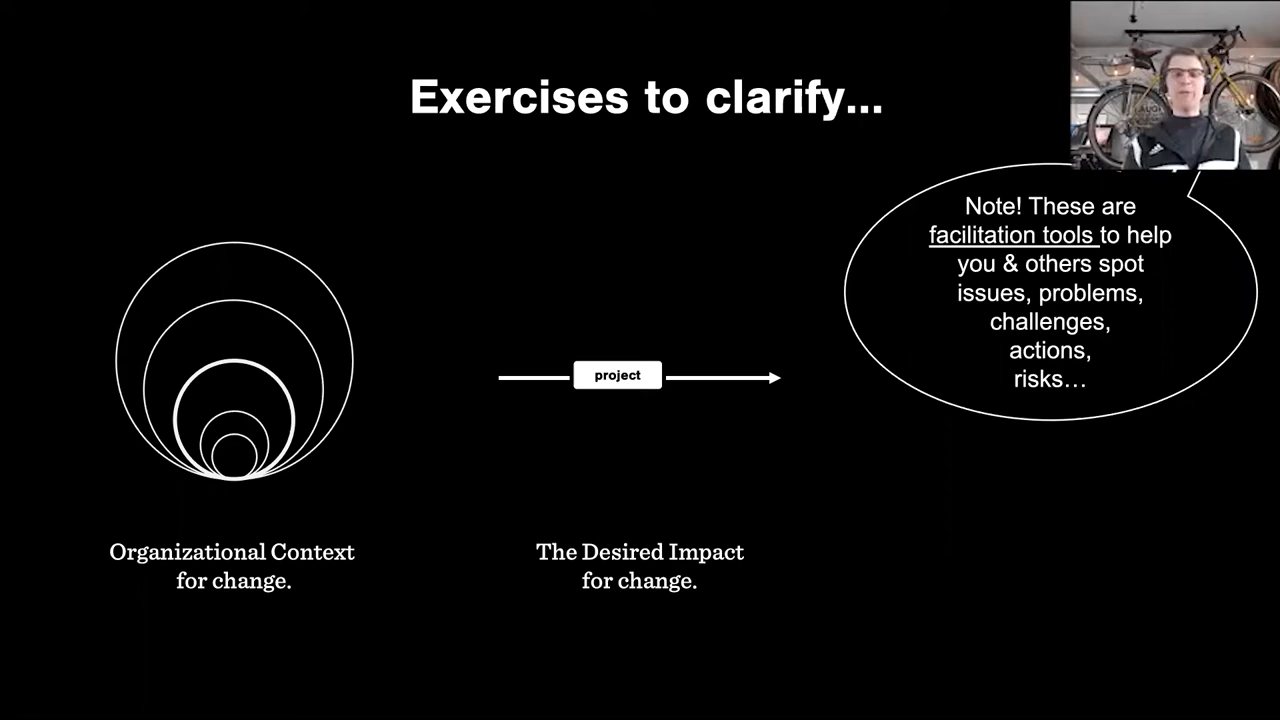 Exercises to clarify...
Note! These are
facilitation tools to help
you & others spot
issues, problems,
challenges,
actions,
risks…
project
Organizational Context
for change.
The Desired Impact
for change.